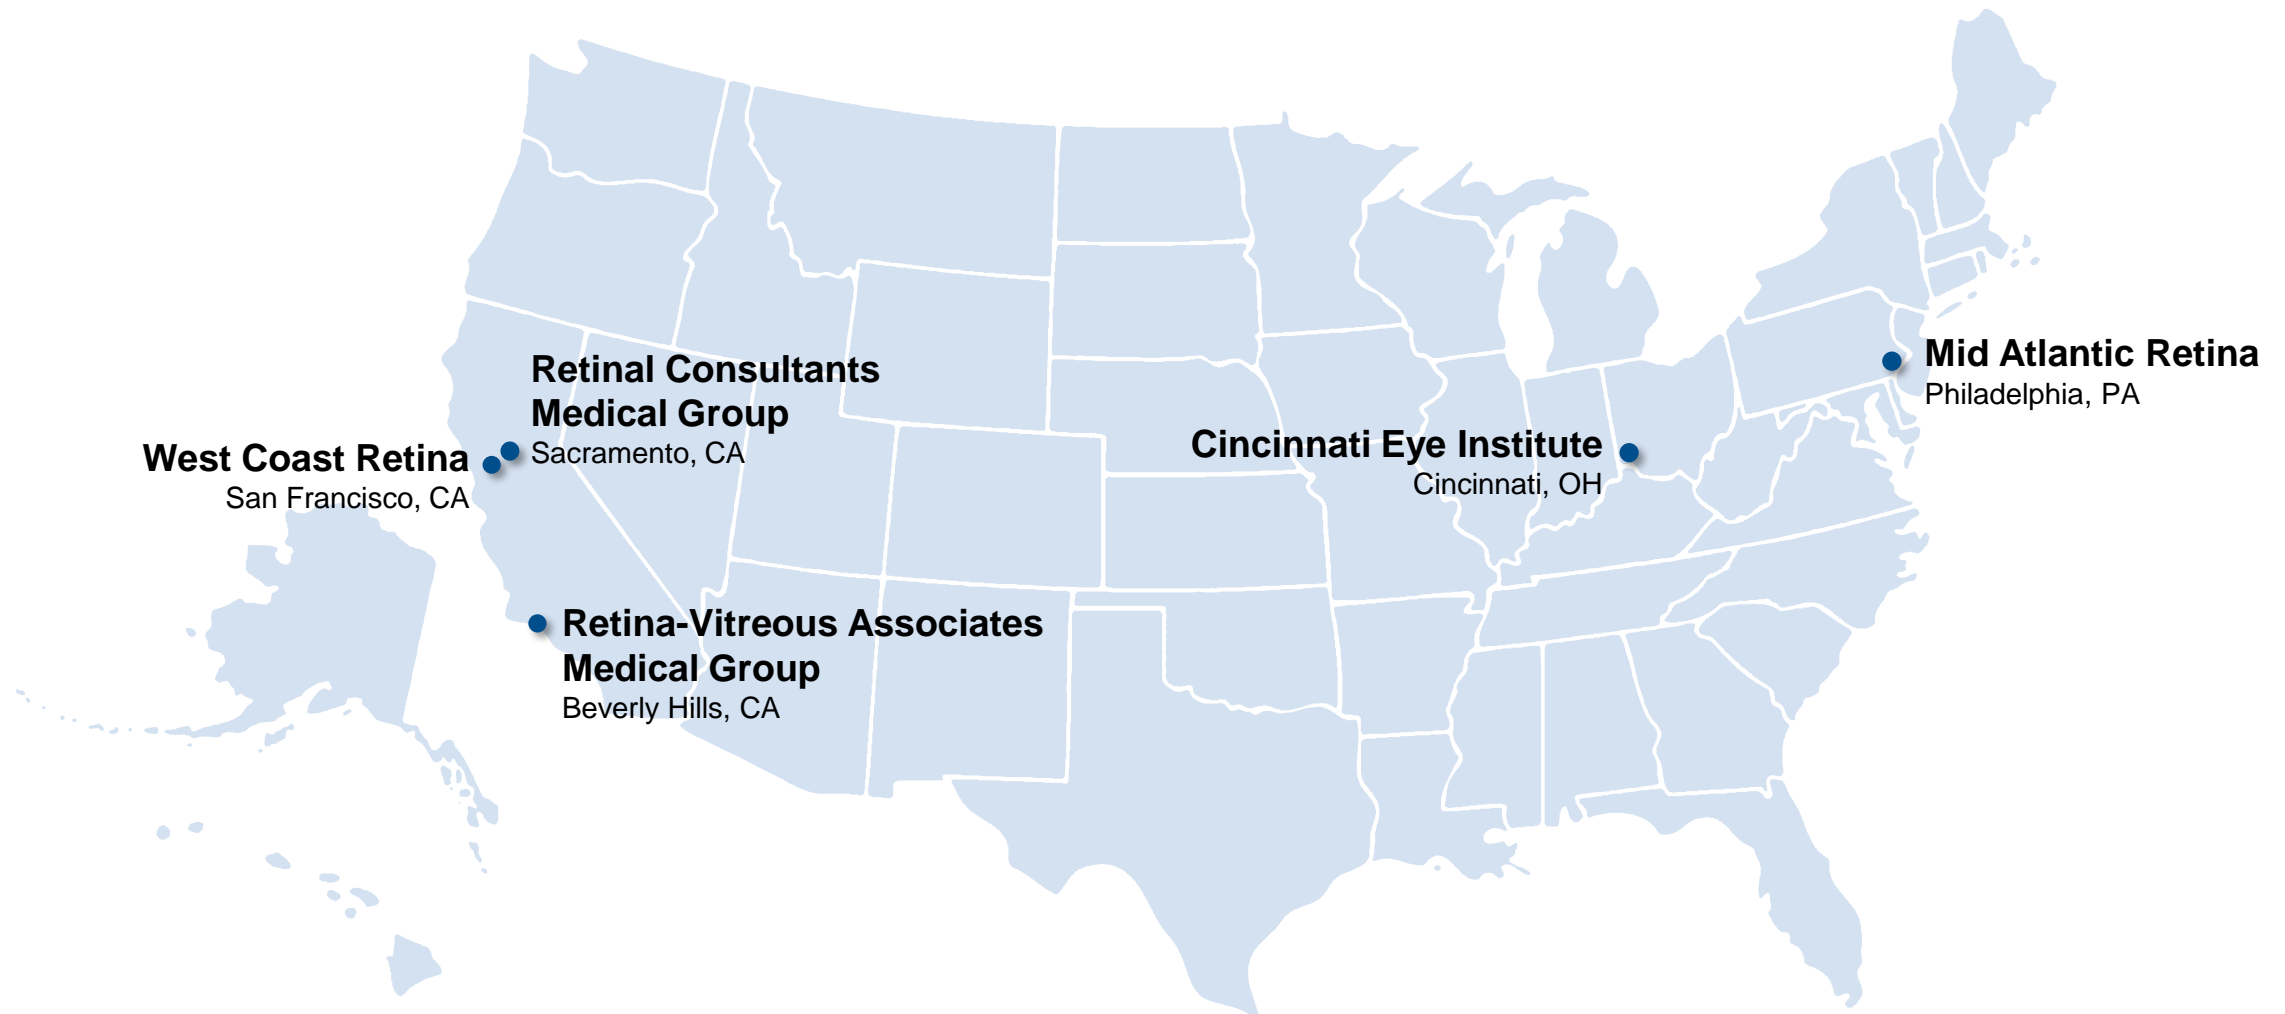 Retinal Consultants
Medical Group
Sacramento, CA
West Coast Retina
San Francisco, CA
Retina-Vitreous Associates
Medical Group
Beverly Hills, CA
Cincinnati Eye Institute
Cincinnati, OH
Mid Atlantic Retina
Philadelphia, PA